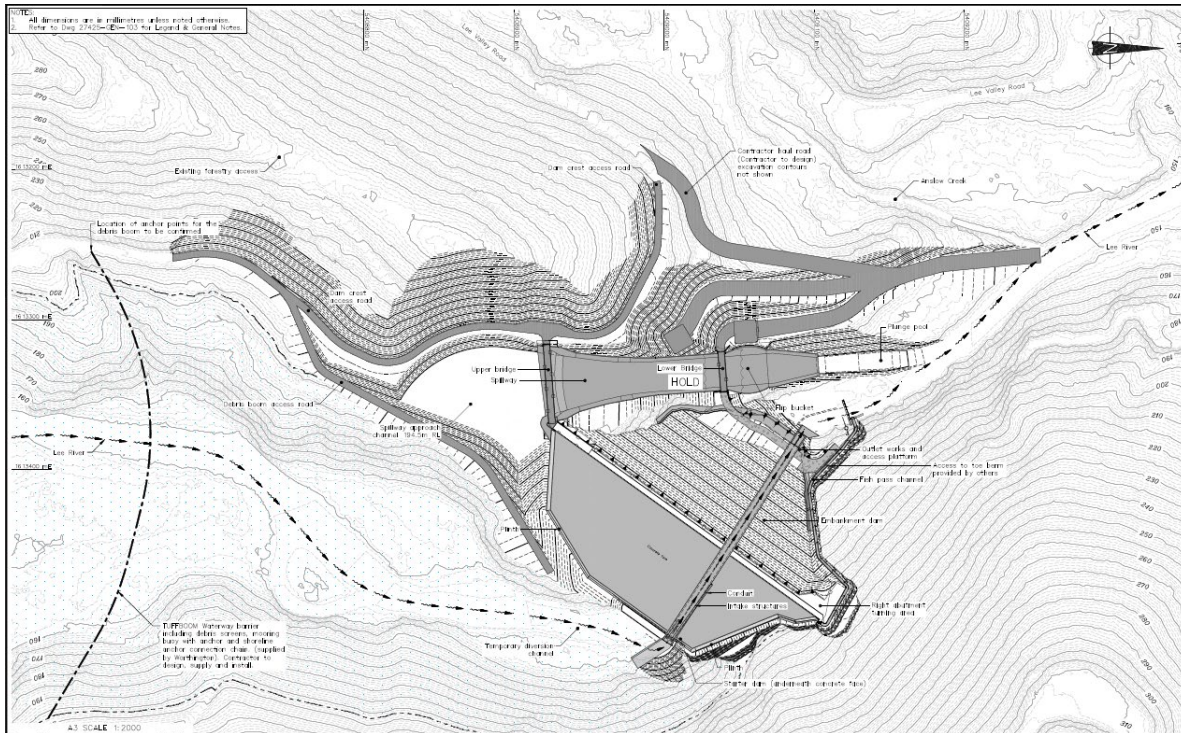 NOTES:
1. All dimensions are in millimetres unless noted otherwise.
2. Refer to Dwg 27425-GEN-103 for Legend & General Notes.
Lee Valley Road
Lee Valley Road
Contractor haul road
(Contractor to design)
excavation contours
not shown
Dam crest access road
Existing forestry access
Anslow Creek
Lee River
Location of anchor points for the
debris boom to be confirmed
Dam crest
access road
Plunge pool
Upper bridge
Spillway
Lower Bridge
HOLD
Debris boom access road
Spillway approach
channel 184.5m RL
Flip bucket
Lee River
Outlet works and
access platform
Access to toe berm
provided by others
Fish pass channel
Plinth
Embankment dam
Conduit
Intake structures
Right abutment
turning area
TUFFBOOM Waterway barrier
including debris screens, mooring
buoy with anchor and shoreline
anchor connection chain. (supplied
by Worthington). Contractor to
design, supply and install.
Temporary diversion
channel
Plinth
Starter dam (underneath concrete face)
A3 SCALE 1:2000